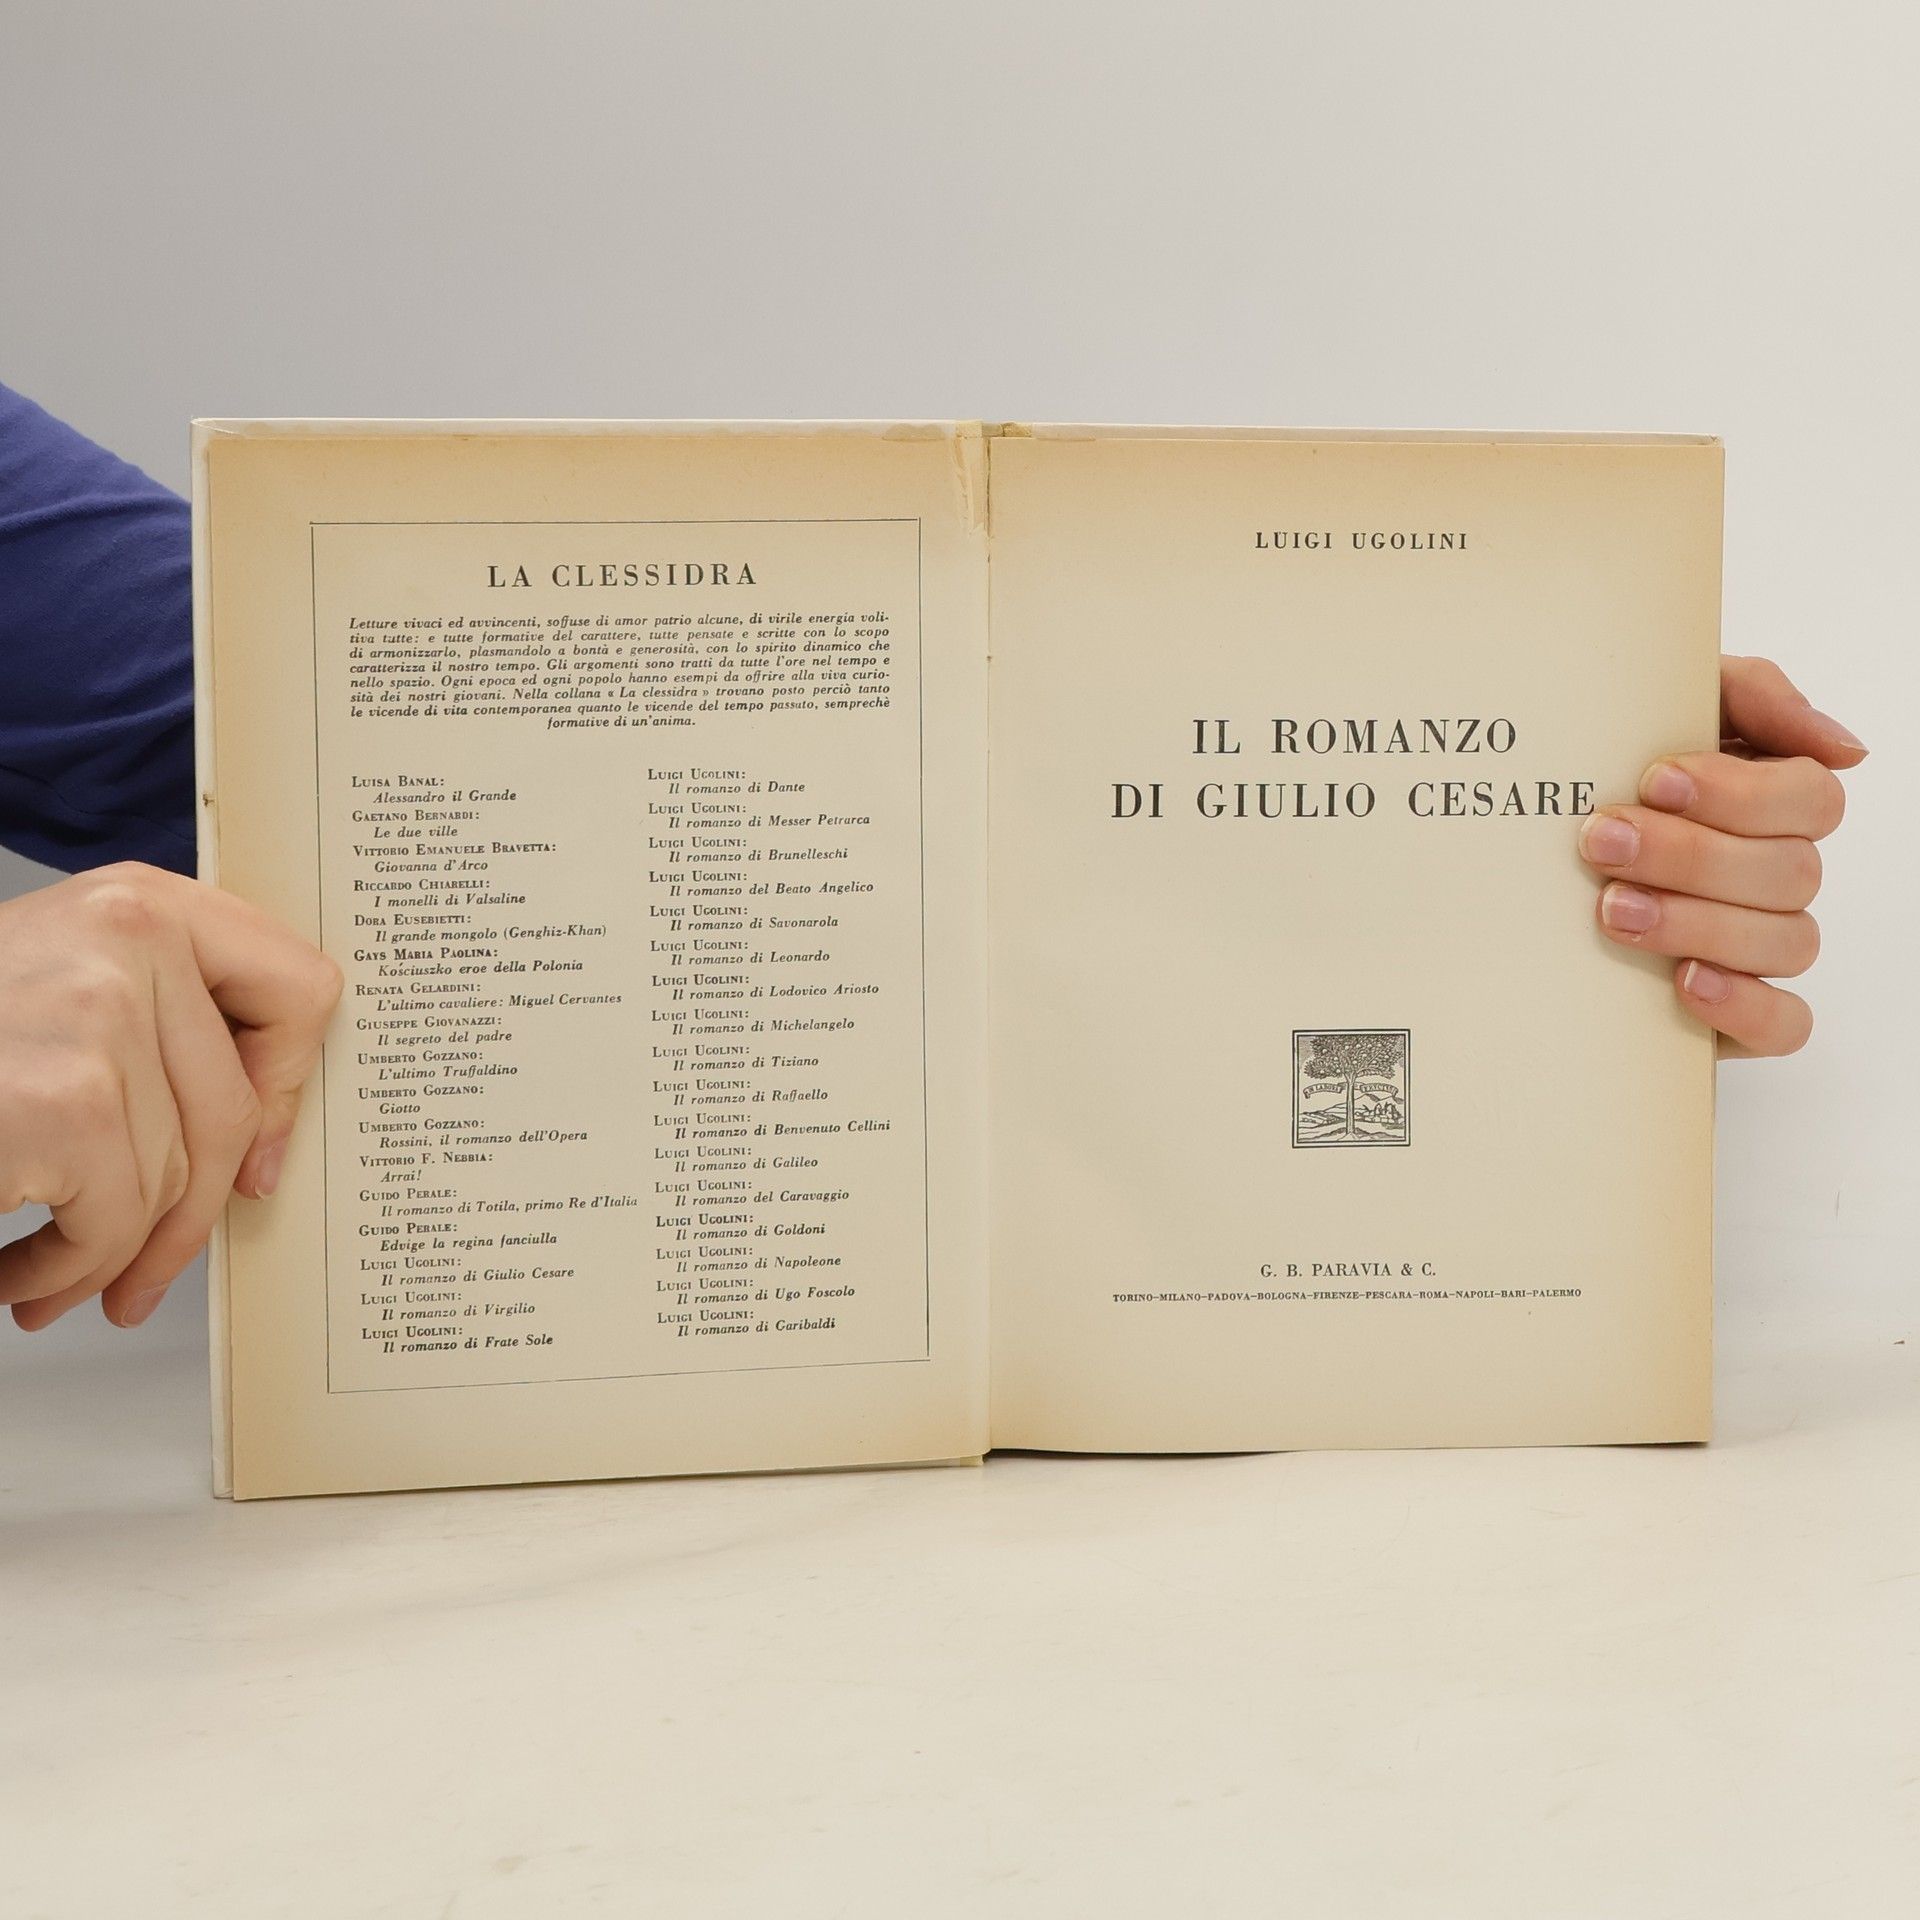 LA CLESSIDRA
Letture vivaci ed avvincenti, soffuse di amor patrio alcune, di virile energia voli-
tiva tutte: e tutte formative del carattere, tutte pensate e scritte con lo scopo
di armonizzarlo, plasmandolo a bontà e generosità, con lo spirito dinamico che
caratterizza il nostro tempo. Gli argomenti sono tratti da tutte l'ore nel tempo e
nello spazio. Ogni epoca ed ogni popolo hanno esempi da offrire alla viva curio-
sità dei nostri giovani. Nella collana « La clessidra » trovano posto perciò tanto
le vicende di vita contemporanea quanto le vicende del tempo passato, semprechè
formative di un'anima.
LUISA BANAL:
Alessandro il Grande
GAETANO BERNARDI:
Le due ville
VITTORIO EMANUELE BRAVETTA:
Giovanna d'Arco
RICCARDO CHIARELLI:
I monelli di Valsaline
DORA EUSEBIETTI:
Il grande mongolo (Genghiz-Khan)
GAYS MARIA PAOLINA:
Kościuszko eroe della Polonia
RENATA GELARDINI:
L'ultimo cavaliere: Miguel Cervantes
GIUSEPPE GIOVANAZZI:
Il segreto del padre
UMBERTO GOZZANO:
L'ultimo Truffaldino
UMBERTO GOZZANO:
Giotto
UMBERTO GOZZANO:
Rossini, il romanzo dell'Opera
VITTORIO F. NEBBIA:
Arrai!
GUIDO PERALE:
Il romanzo di Totila, primo Re d'Italia
GUIDO PERALE:
Edvige la regina fanciulla
LUIGI UGOLINI:
Il romanzo di Giulio Cesare
LUIGI UGOLINI:
Il romanzo di Virgilio
LUIGI UGOLINI:
Il romanzo di Frate Sole
LUIGI UGOLINI:
Il romanzo di Dante
LUIGI UGOLINI:
Il romanzo di Messer Petrarca
LUIGI UGOLINI:
Il romanzo di Brunelleschi
LUIGI UGOLINI:
Il romanzo del Beato Angelico
LUIGI UGOLINI:
Il romanzo di Savonarola
LUIGI UGOLINI:
Il romanzo di Leonardo
LUIGI UGOLINI:
Il romanzo di Lodovico Ariosto
LUIGI UGOLINI:
Il romanzo di Michelangelo
LUIGI UGOLINI:
Il romanzo di Tiziano
LUIGI UGOLINI:
Il romanzo di Raffaello
LUIGI UGOLINI:
Il romanzo di Benvenuto Cellini
LUIGI UGOLINI:
Il romanzo di Galileo
LUIGI UGOLINI:
Il romanzo del Caravaggio
LUIGI UGOLINI:
Il romanzo di Goldoni
LUIGI UGOLINI:
Il romanzo di Napoleone
LUIGI UGOLINI:
Il romanzo di Ugo Foscolo
LUIGI UGOLINI:
Il romanzo di Garibaldi
LUIGI UGOLINI
IL ROMANZO
DI GIULIO CESARE
G. B. PARAVIA & C.
TORINO–MILANO–PADOVA–BOLOGNA–FIRENZE–PESCARA–ROMA–NAPOLI–BARI–PALERMO